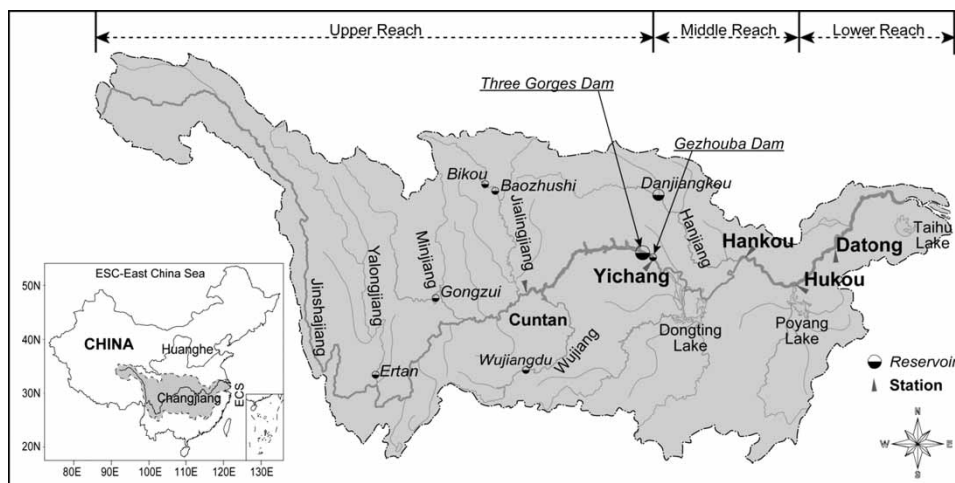 Upper Reach
Middle Reach
Lower Reach
Three Gorges Dam
Gezhouba Dam
Bikou
Baozhushi
Danjiangkou
Jialingjiang
Minjiang
Yalongjiang
Jinshajiang
Hanjiang
Hankou
Taihu
Lake
Datong
Yichang
Hukou
Gongzui
Cuntan
Dongting
Lake
Poyang
Lake
Wujiangdu
Wujiang
Ertan
Reservoir
Station
N
W
E
S
ESC-East China Sea
50N
CHINA
Huanghe
40N
Changjiang
ECS
30N
20N
80E
90E
100E
110E
120E
130E